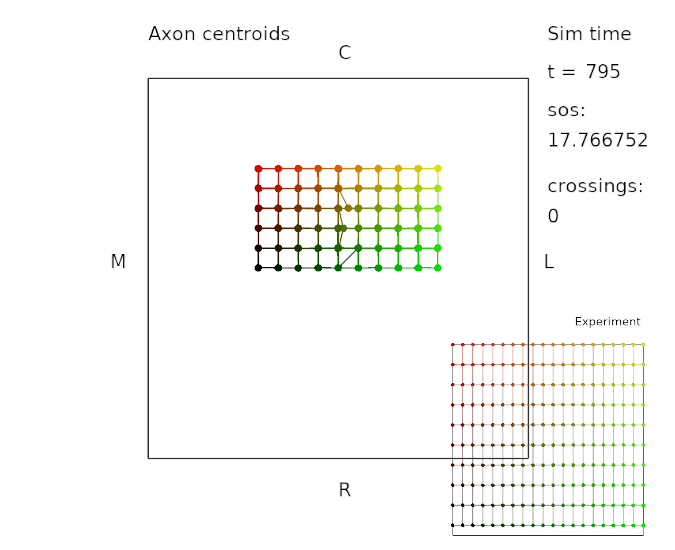 Axon centroids
Sim time
C
t = 795
sos:
17.766752
crossings:
0
M
L
Experiment
R